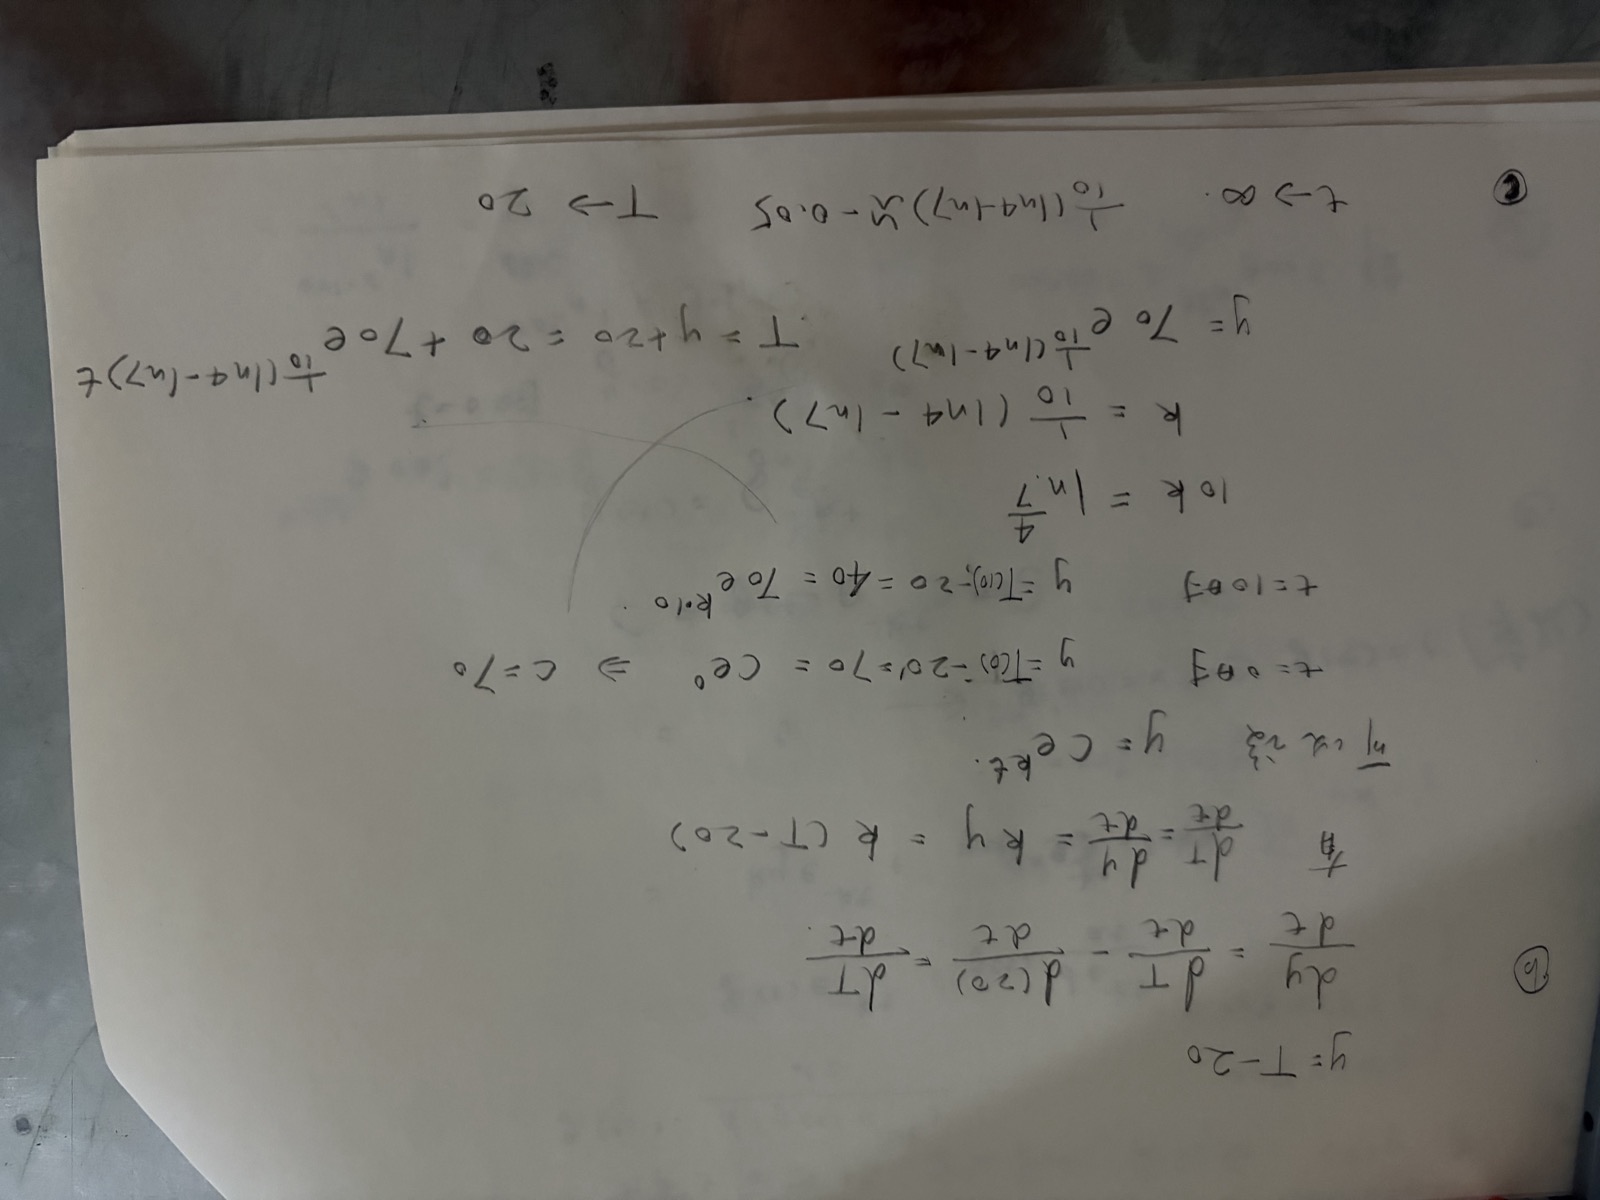 y = T - 20
ⓑ dy/dt = dT/dt - d(20)/dt = dT/dt.
有 dT/dt = dy/dt = ky = k (T - 20)
可以设 y = Ce^{kt}.
t = 0时 y = T(0) - 20 = 70 = Ce^0 ⇒ C = 70
t = 10时 y = T(10) - 20 = 40 = 70e^{k·10}
10k = ln 4/7
k = 1/10 (ln4 - ln7).
y = 70 e^{1/10(ln4-ln7)} T = y + 20 = 20 + 70e^{1/10(ln4-ln7)t}
ⓒ t → ∞. 1/10(ln4-ln7) ≈ -0.05 T → 20